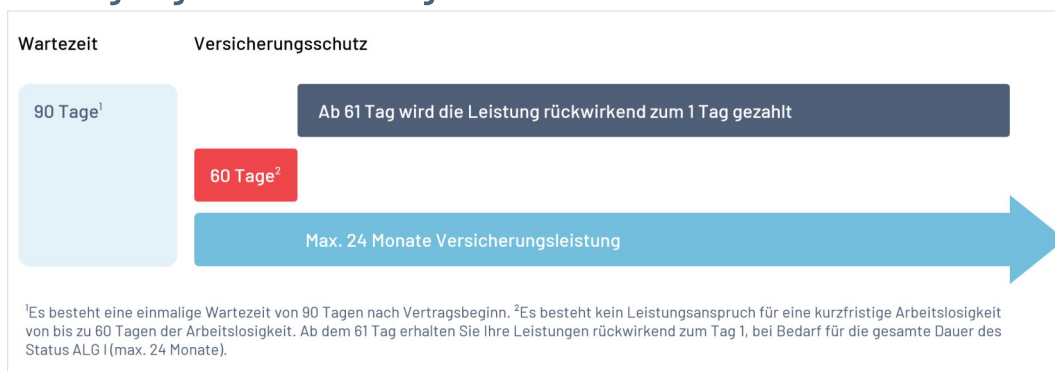 Wartezeit
Versicherungsschutz
90 Tage¹
Ab 61 Tag wird die Leistung rückwirkend zum 1 Tag gezahlt
60 Tage²
Max. 24 Monate Versicherungsleistung
¹Es besteht eine einmalige Wartezeit von 90 Tagen nach Vertragsbeginn. ²Es besteht kein Leistungsanspruch für eine kurzfristige Arbeitslosigkeit
von bis zu 60 Tagen der Arbeitslosigkeit. Ab dem 61 Tag erhalten Sie Ihre Leistungen rückwirkend zum Tag 1, bei Bedarf für die gesamte Dauer des
Status ALG I (max. 24 Monate).